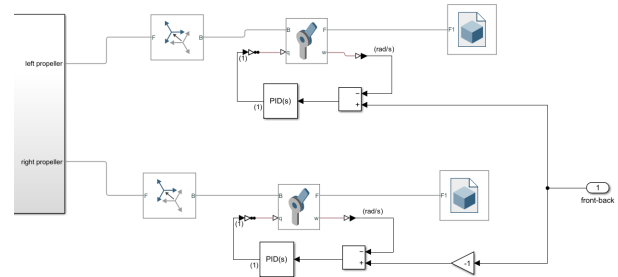 B
F
F
B
F1
left propeller
q
w
(rad/s)
(1)
PID(s)
−
+
(1)
right propeller
F
B
B
F
F1
q
w
(rad/s)
(1)
PID(s)
−
+
(1)
-1
1
front-back